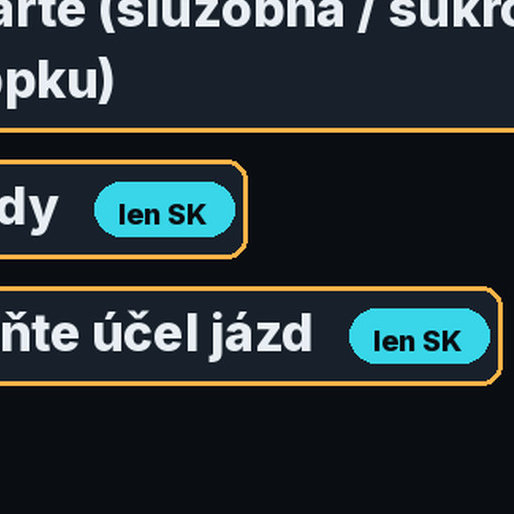 arte (služobná / súkro
opku)
dy len SK
ňte účel jázd len SK